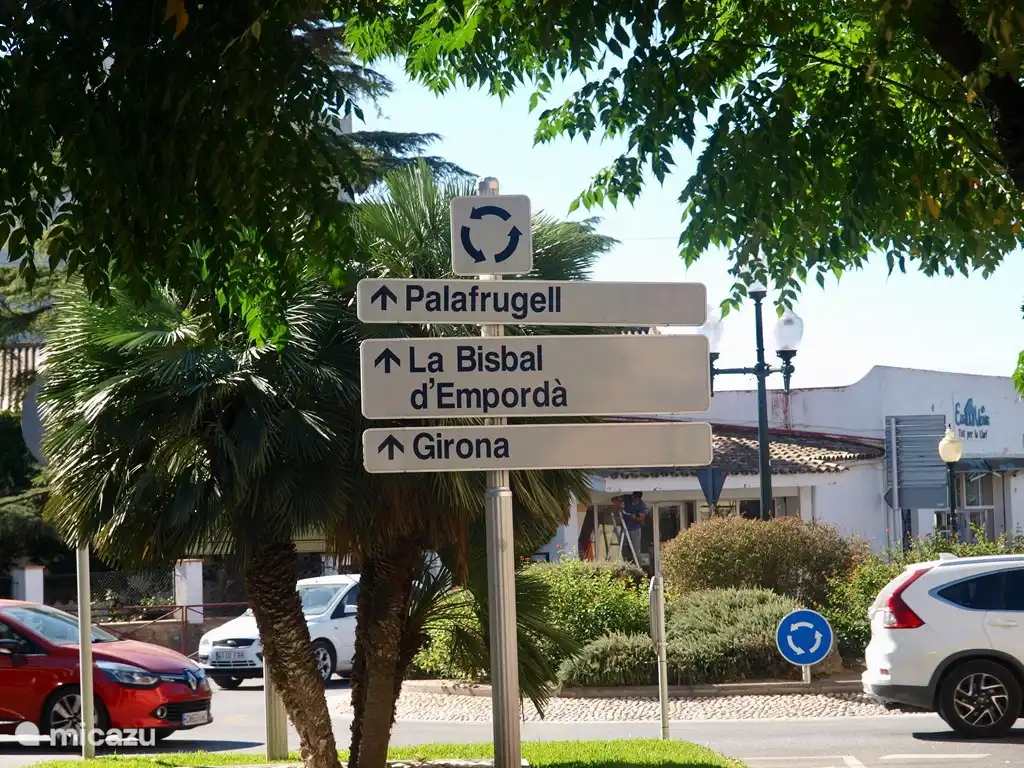 Palafrugell
La Bisbal
d'Empordà
Girona
micazu